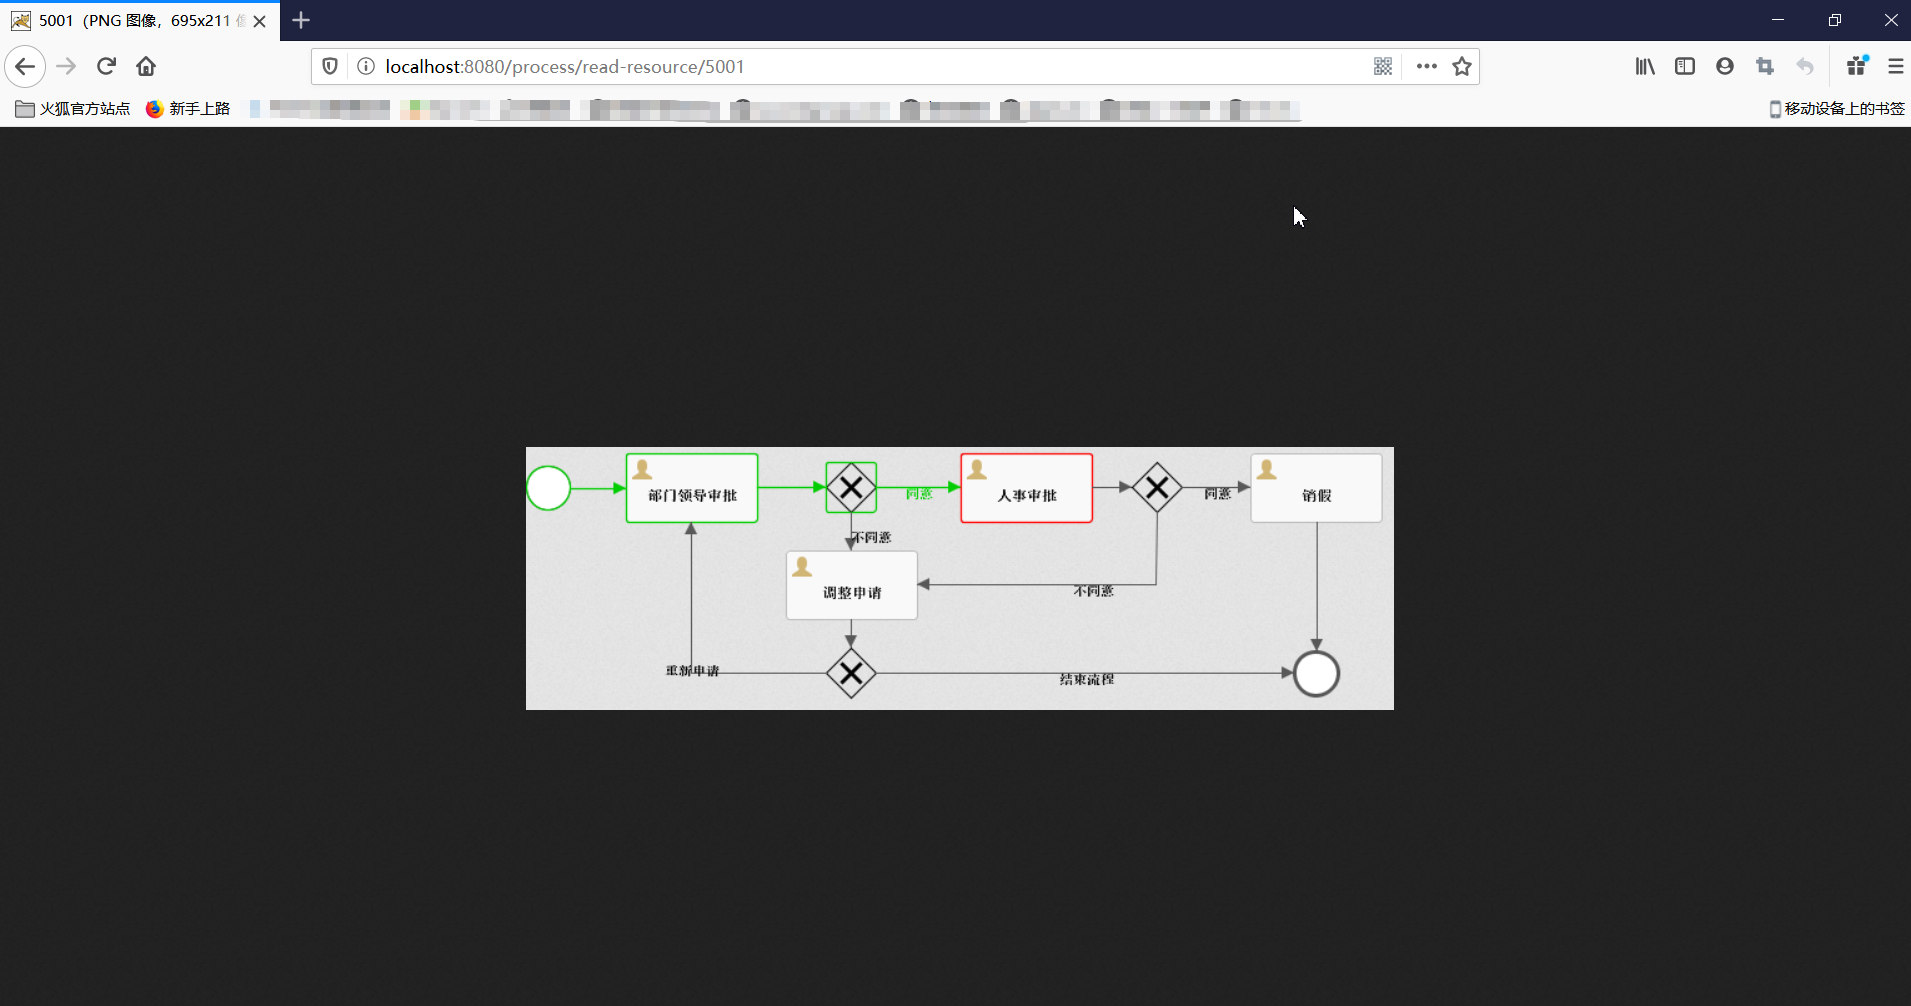 5001（PNG 图像，695x211
localhost:8080/process/read-resource/5001
火狐官方站点
新手上路
移动设备上的书签
部门领导审批
同意
人事审批
同意
销假
不同意
调整申请
不同意
重新申请
结束流程